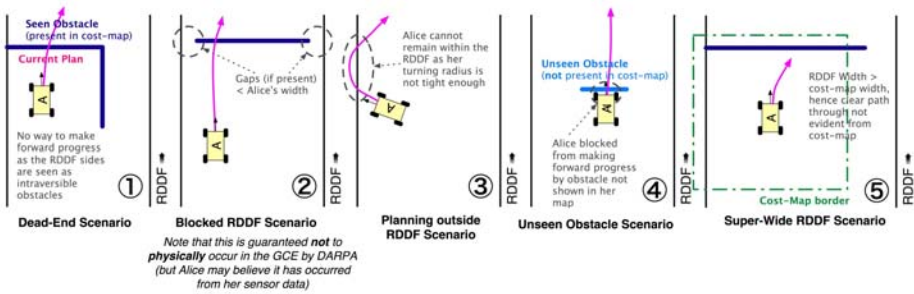 Seen Obstacle
(present in cost-map)
Current Plan
A
No way to make
forward progress
as the RDDF sides
are seen as
intraversible
obstacles
1
RDDF
Dead-End Scenario
Gaps (if present)
< Alice's width
A
2
RDDF
Blocked RDDF Scenario
Note that this is guaranteed not to
physically occur in the GCE by DARPA
(but Alice may believe it has occurred
from her sensor data)
Alice cannot
remain within the
RDDF as her
turning radius is
not tight enough
A
3
RDDF
Planning outside
RDDF Scenario
Unseen Obstacle
(not present in cost-map)
A
Alice blocked
from making
forward progress
by obstacle not
shown in her
map
4
RDDF
Unseen Obstacle Scenario
RDDF Width >
cost-map width,
hence clear path
through not
evident from
cost-map
A
5
Cost-Map border
RDDF
Super-Wide RDDF Scenario